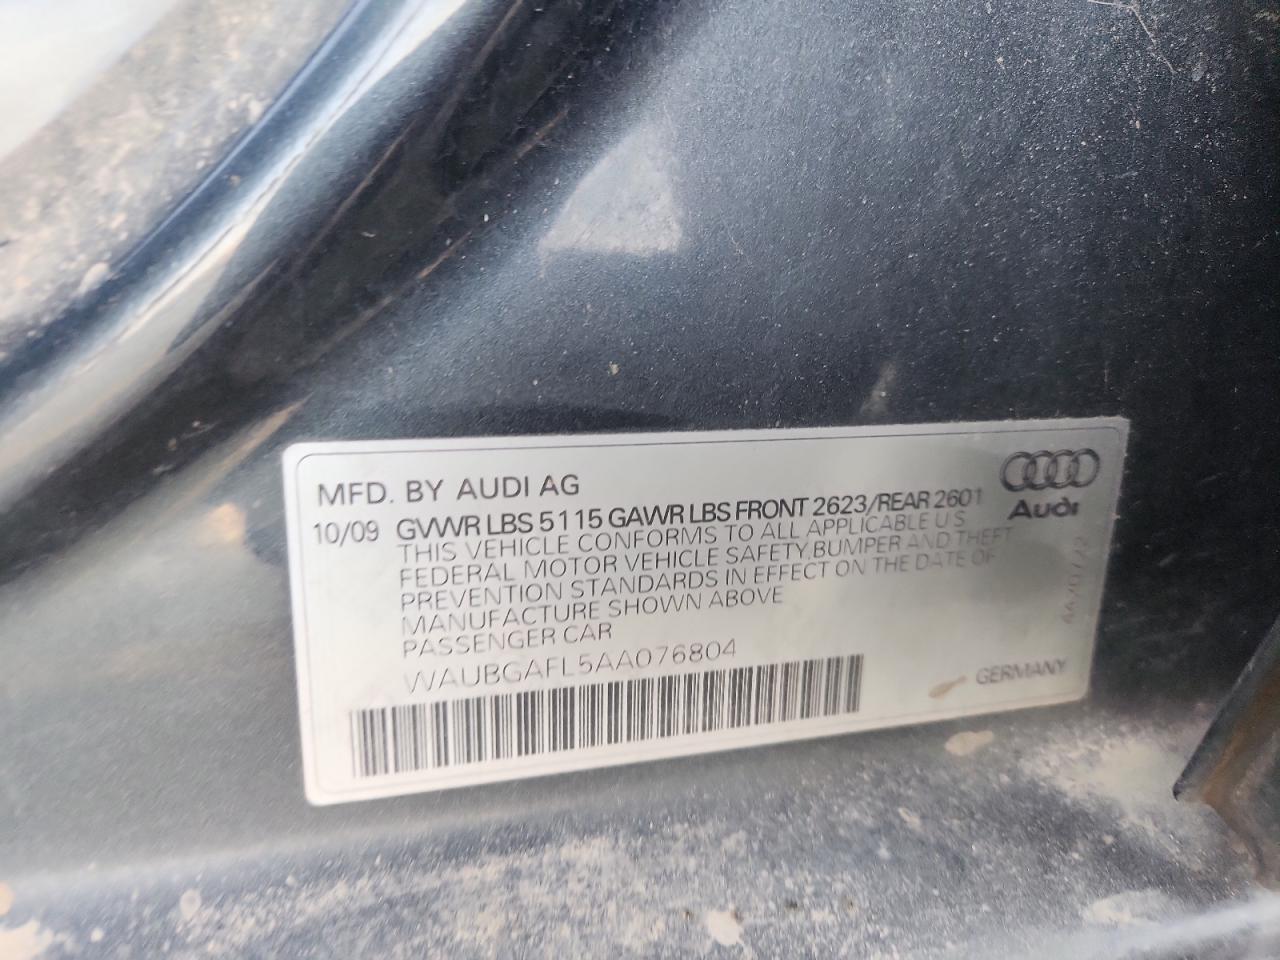 MFD. BY AUDI AG
10/09 GVWR LBS 5115 GAWR LBS FRONT 2623/REAR 2601
Audi
THIS VEHICLE CONFORMS TO ALL APPLICABLE U S
FEDERAL MOTOR VEHICLE SAFETY,BUMPER AND THEFT
PREVENTION STANDARDS IN EFFECT ON THE DATE OF
MANUFACTURE SHOWN ABOVE
PASSENGER CAR
WAUBGAFL5AA076804
GERMANY